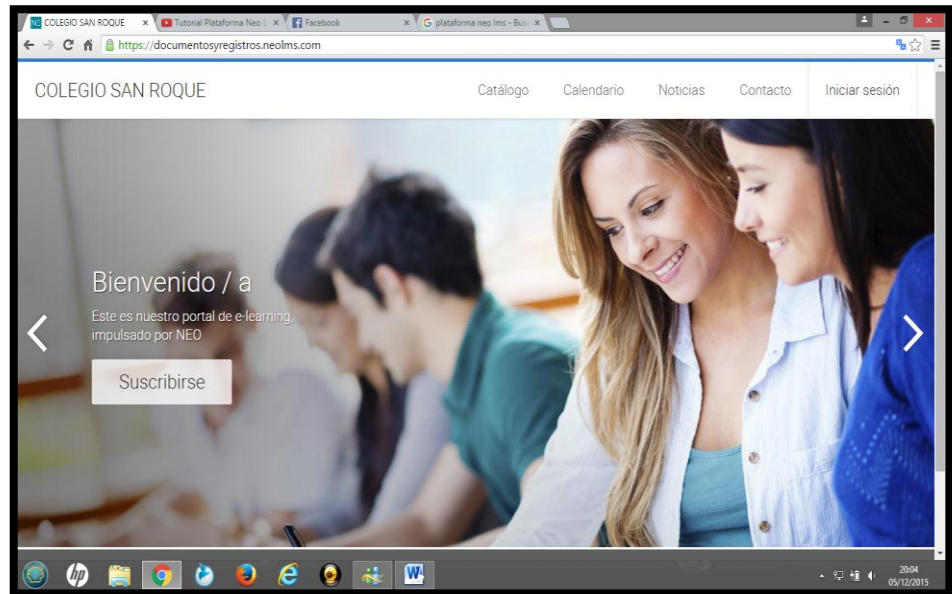 COLEGIO SAN ROQUE
Tutorial Plataforma Neo L
Facebook
plataforma neo lms - Bus
https://documentosyregistros.neolms.com
COLEGIO SAN ROQUE
Catálogo
Calendario
Noticias
Contacto
Iniciar sesión
Bienvenido / a
Este es nuestro portal de e-learning,
impulsado por NEO
Suscribirse
20:04
05/12/2015